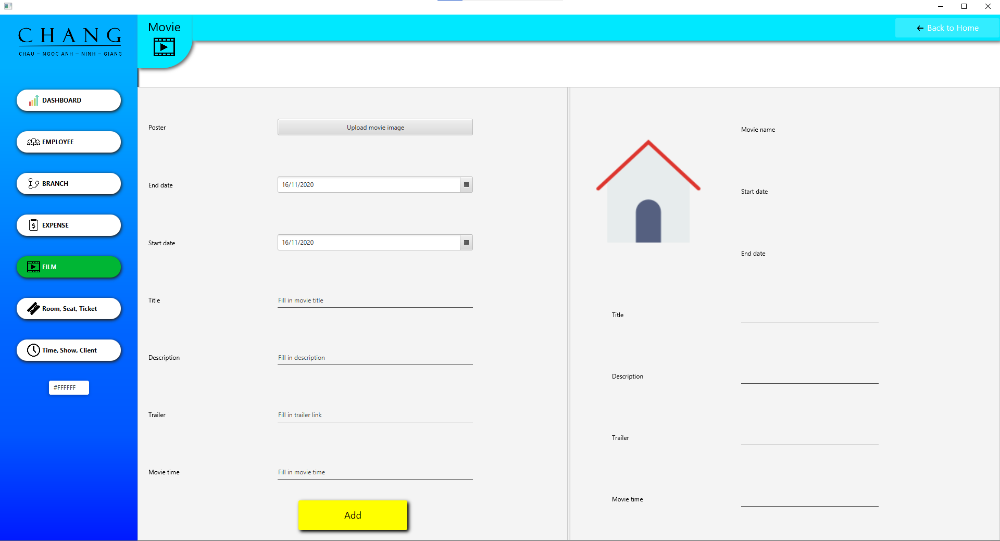 CHANG
CHAU – NGOC ANH – NINH – GIANG
Movie
Back to Home
DASHBOARD
EMPLOYEE
BRANCH
EXPENSE
FILM
Room, Seat, Ticket
Time, Show, Client
#FFFFFF
Poster
Upload movie image
End date
16/11/2020
Start date
16/11/2020
Title
Fill in movie title
Description
Fill in description
Trailer
Fill in trailer link
Movie time
Fill in movie time
Add
Movie name
Start date
End date
Title
Description
Trailer
Movie time